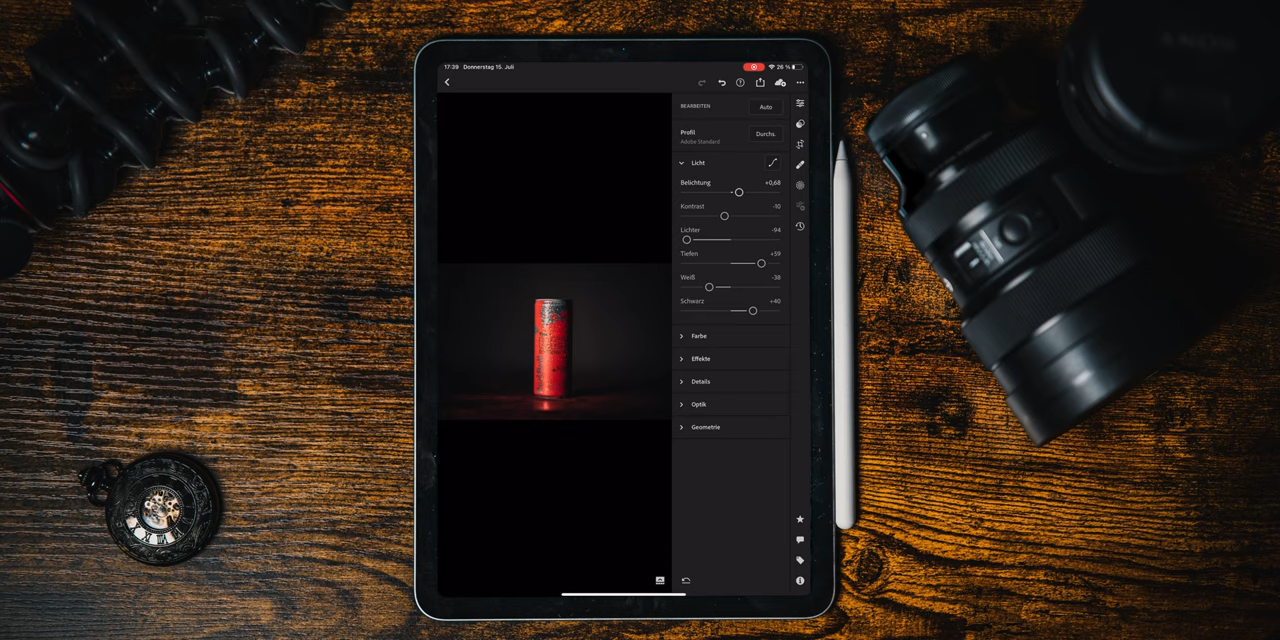 17:39 Donnerstag 15. Juli
26 %
BEARBEITEN
Auto
Profil
Adobe Standard
Durchs.
Licht
Belichtung +0,68
Kontrast -10
Lichter -94
Tiefen +59
Weiß -38
Schwarz +40
Farbe
Effekte
Details
Optik
Geometrie
SONY